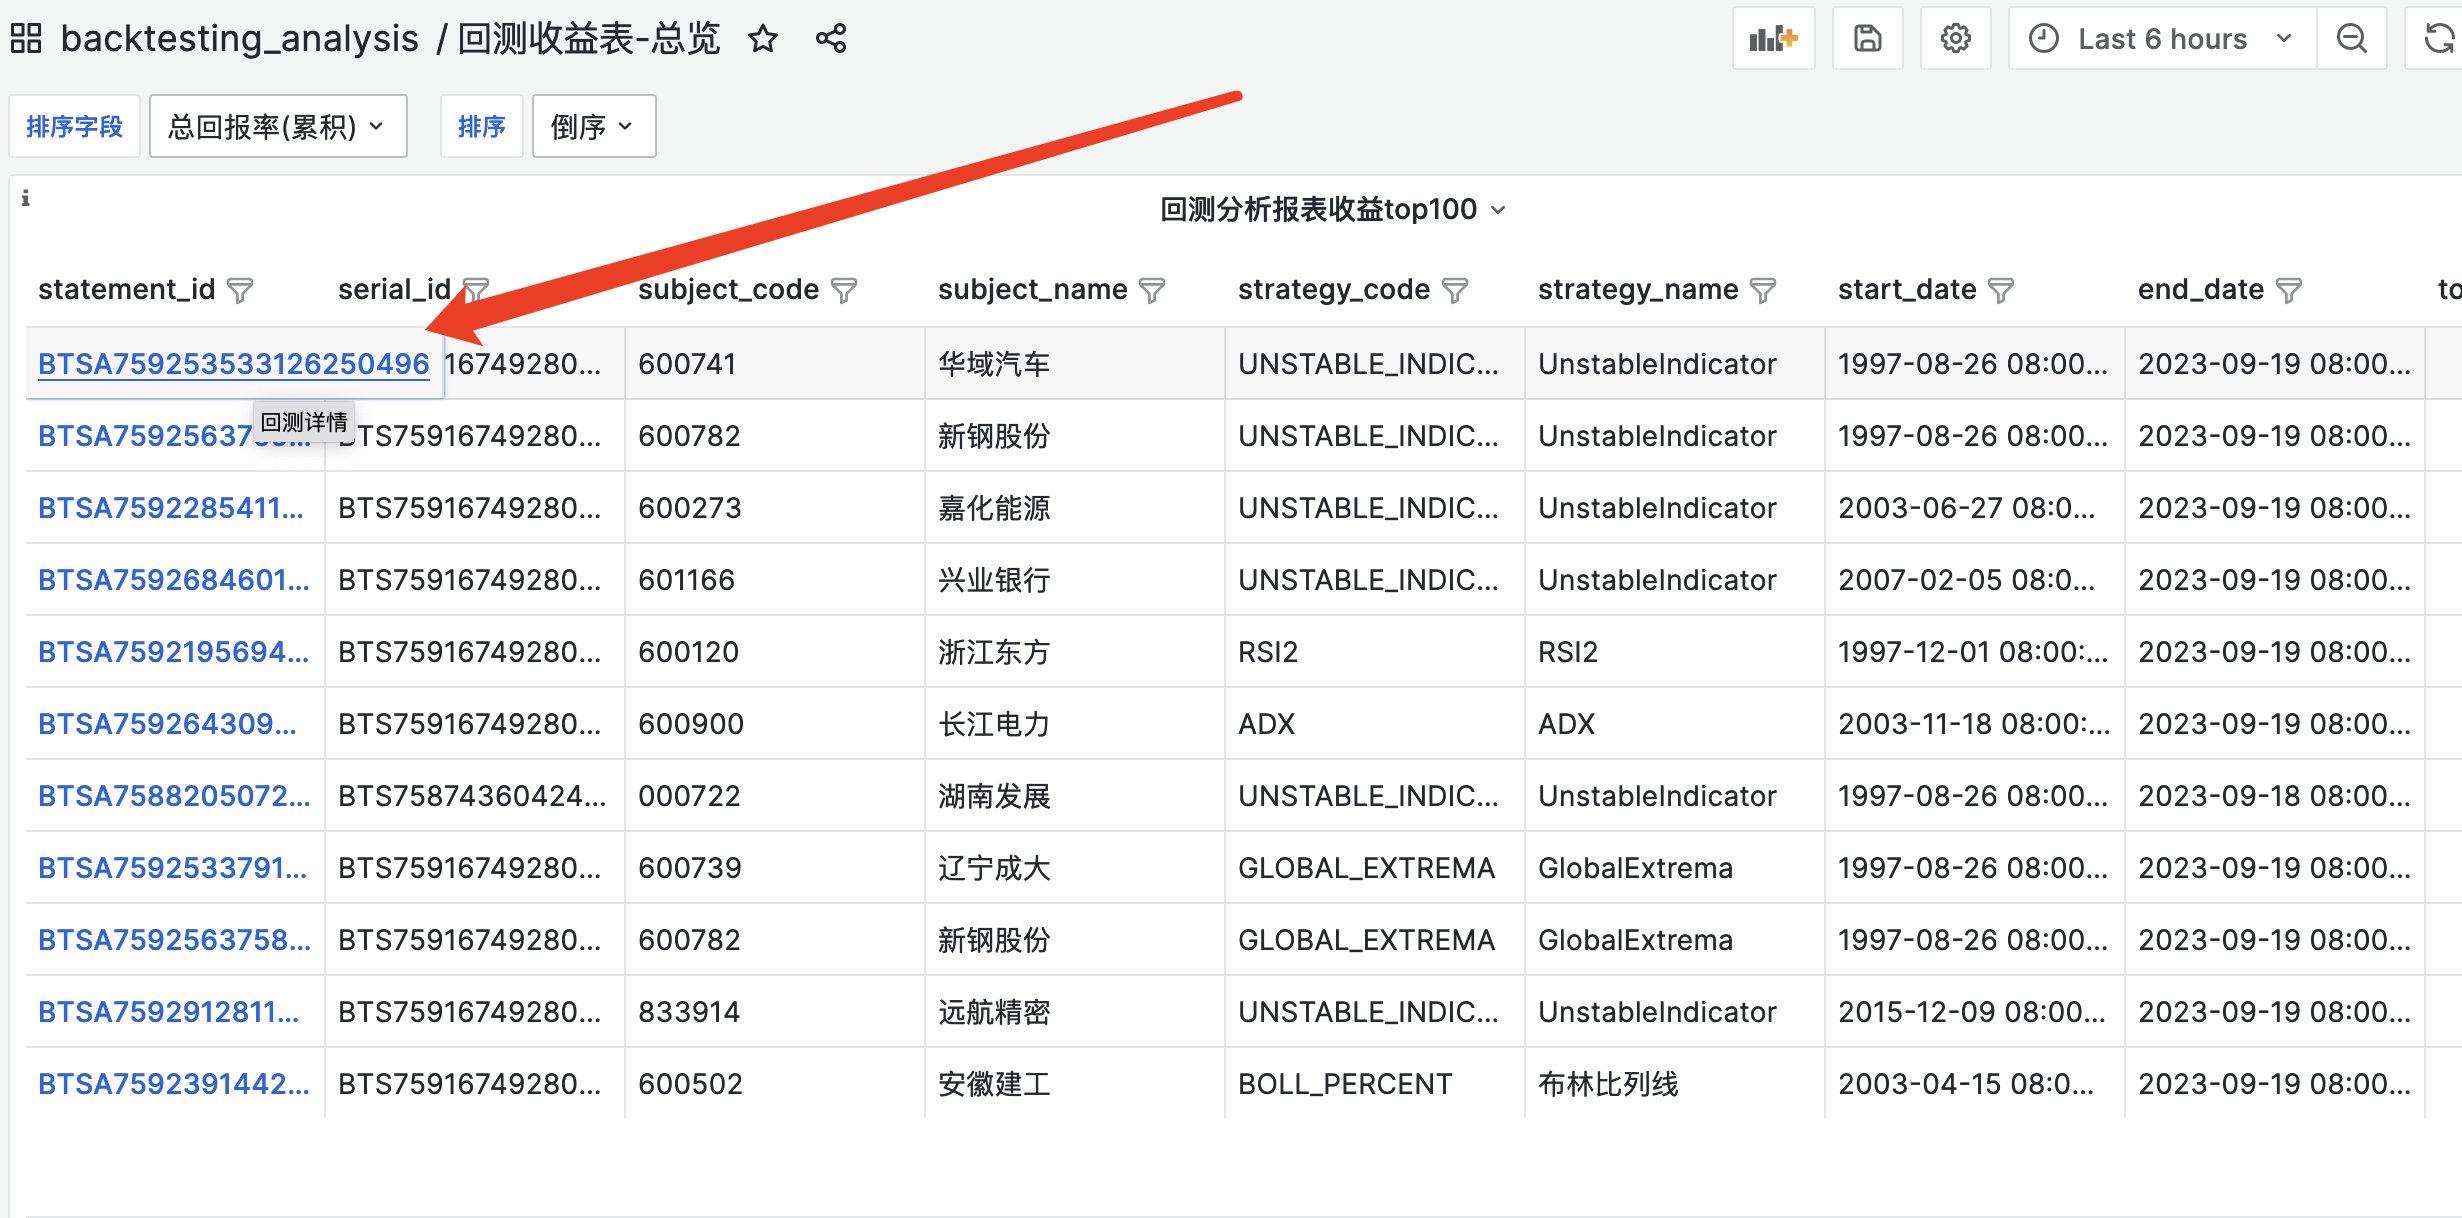 backtesting_analysis / 回测收益表-总览
Last 6 hours
排序字段 总回报率(累积) 排序 倒序
回测分析报表收益top100
statement_id serial_id subject_code subject_name strategy_code strategy_name start_date end_date to
BTSA759253533126250496 16749280... 600741 华域汽车 UNSTABLE_INDIC... UnstableIndicator 1997-08-26 08:00... 2023-09-19 08:00...
回测详情
BTSA7592563758... BTS75916749280... 600782 新钢股份 UNSTABLE_INDIC... UnstableIndicator 1997-08-26 08:00... 2023-09-19 08:00...
BTSA7592285411... BTS75916749280... 600273 嘉化能源 UNSTABLE_INDIC... UnstableIndicator 2003-06-27 08:0... 2023-09-19 08:00...
BTSA7592684601... BTS75916749280... 601166 兴业银行 UNSTABLE_INDIC... UnstableIndicator 2007-02-05 08:0... 2023-09-19 08:00...
BTSA7592195694... BTS75916749280... 600120 浙江东方 RSI2 RSI2 1997-12-01 08:00:... 2023-09-19 08:00...
BTSA759264309... BTS75916749280... 600900 长江电力 ADX ADX 2003-11-18 08:00:... 2023-09-19 08:00...
BTSA7588205072... BTS75874360424... 000722 湖南发展 UNSTABLE_INDIC... UnstableIndicator 1997-08-26 08:00... 2023-09-18 08:00...
BTSA7592533791... BTS75916749280... 600739 辽宁成大 GLOBAL_EXTREMA GlobalExtrema 1997-08-26 08:00... 2023-09-19 08:00...
BTSA7592563758... BTS75916749280... 600782 新钢股份 GLOBAL_EXTREMA GlobalExtrema 1997-08-26 08:00... 2023-09-19 08:00...
BTSA7592912811... BTS75916749280... 833914 远航精密 UNSTABLE_INDIC... UnstableIndicator 2015-12-09 08:00... 2023-09-19 08:00...
BTSA7592391442... BTS75916749280... 600502 安徽建工 BOLL_PERCENT 布林比列线 2003-04-15 08:0... 2023-09-19 08:00...